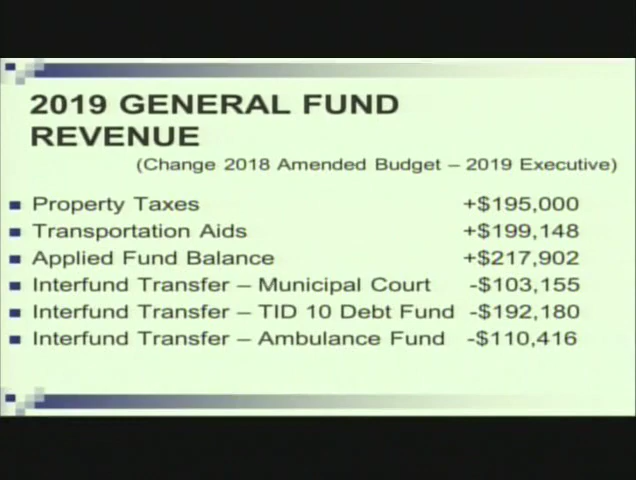 2019 GENERAL FUND
REVENUE
(Change 2018 Amended Budget – 2019 Executive)
Property Taxes +$195,000
Transportation Aids +$199,148
Applied Fund Balance +$217,902
Interfund Transfer – Municipal Court -$103,155
Interfund Transfer – TID 10 Debt Fund -$192,180
Interfund Transfer – Ambulance Fund -$110,416